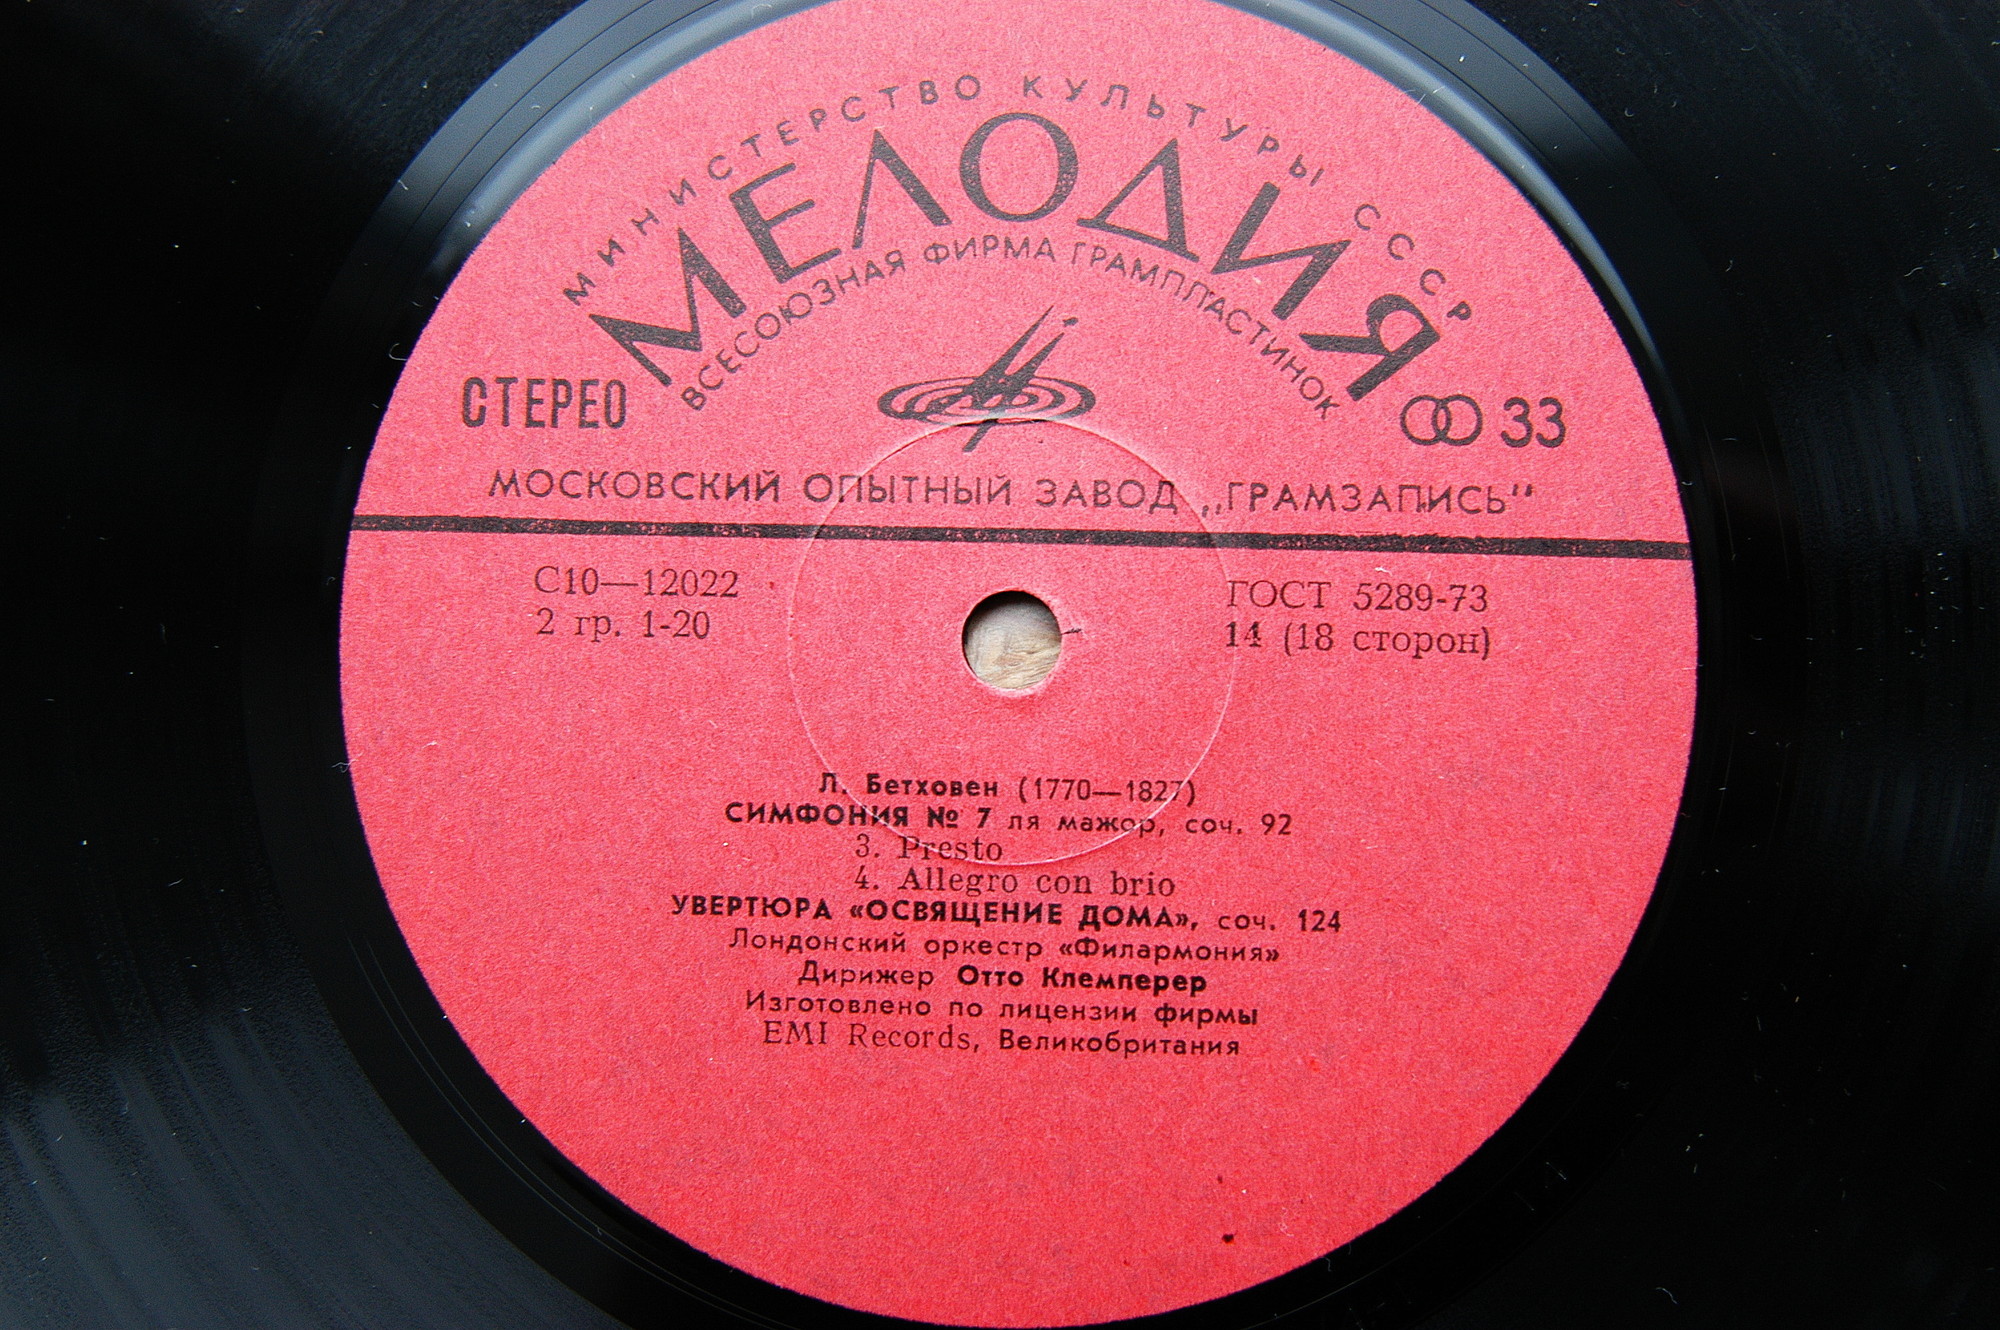 МИНИСТЕРСТВО КУЛЬТУРЫ СССР
МЕЛОДИЯ
ВСЕСОЮЗНАЯ ФИРМА ГРАМПЛАСТИНОК
СТЕРЕО
33
МОСКОВСКИЙ ОПЫТНЫЙ ЗАВОД „ГРАМЗАПИСЬ"
С10—12022
2 гр. 1-20
ГОСТ 5289-73
14 (18 сторон)
Л. Бетховен (1770—1827)
СИМФОНИЯ № 7 ля мажор, соч. 92
3. Presto
4. Allegro con brio
УВЕРТЮРА «ОСВЯЩЕНИЕ ДОМА», соч. 124
Лондонский оркестр «Филармония»
Дирижер Отто Клемперер
Изготовлено по лицензии фирмы
EMI Records, Великобритания